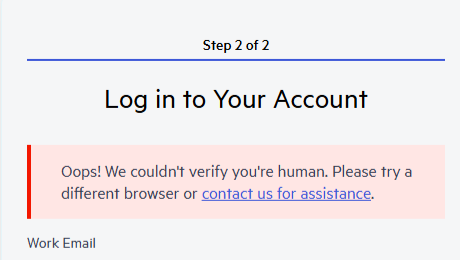 Step 2 of 2
Log in to Your Account
Oops! We couldn't verify you're human. Please try a
different browser or contact us for assistance.
Work Email